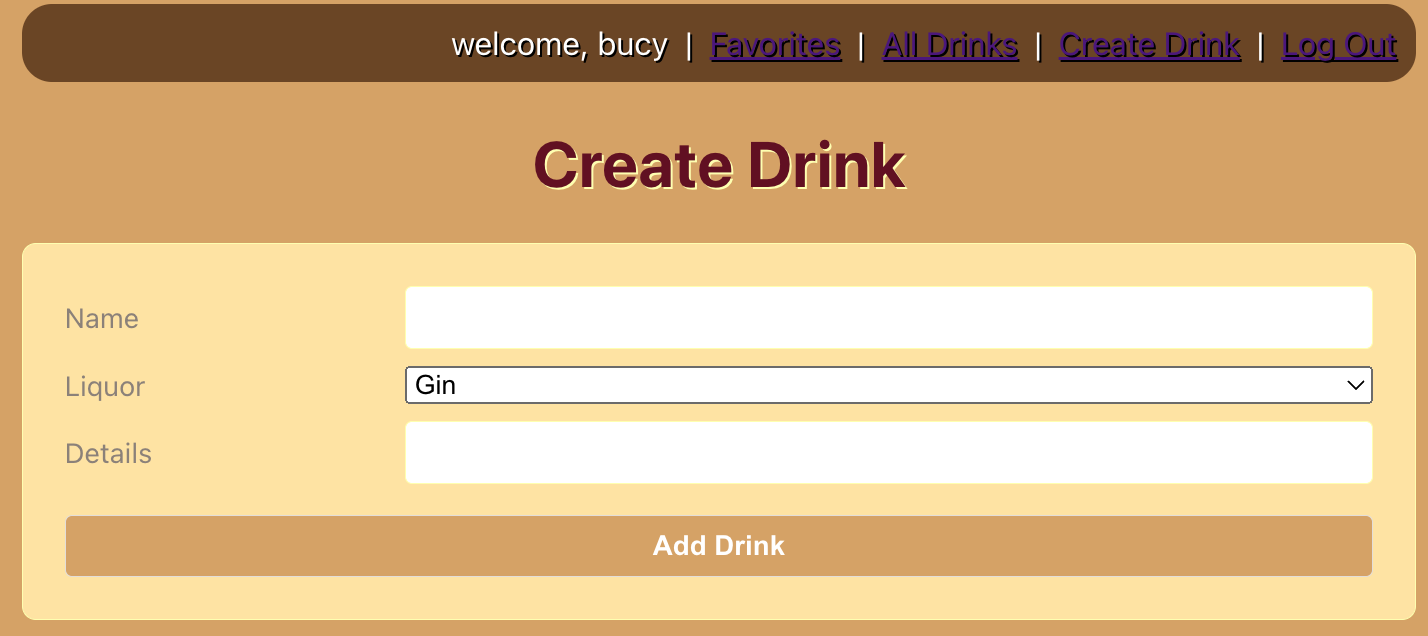 welcome, bucy | Favorites | All Drinks | Create Drink | Log Out
Create Drink
Name
Liquor Gin
Details
Add Drink